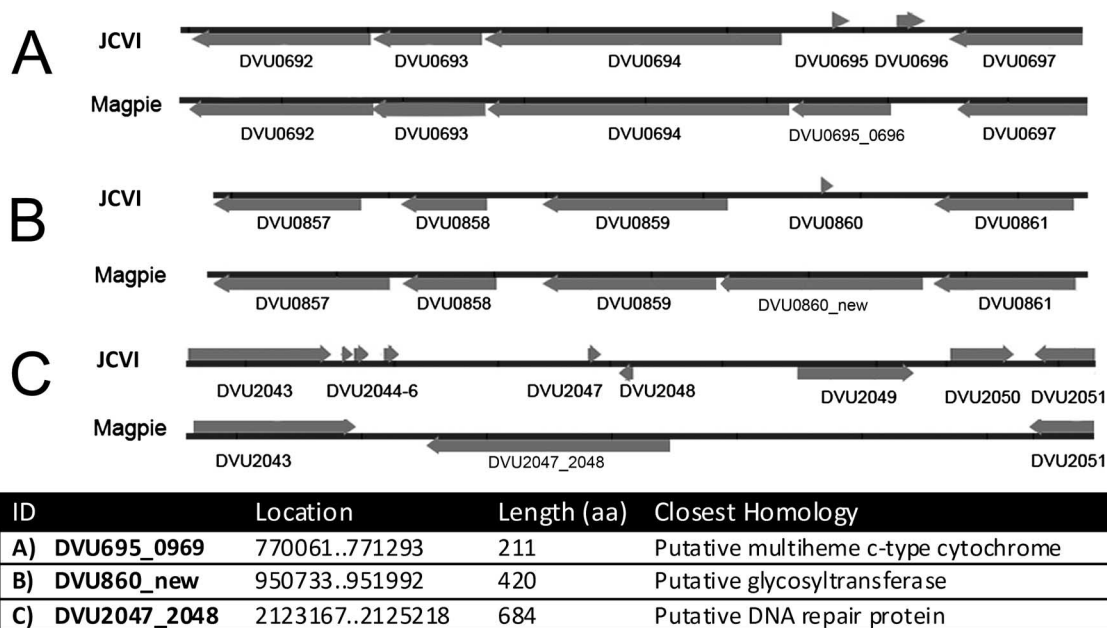 A
JCVI
DVU0692 DVU0693 DVU0694 DVU0695 DVU0696 DVU0697
Magpie
DVU0692 DVU0693 DVU0694 DVU0695_0696 DVU0697
B
JCVI
DVU0857 DVU0858 DVU0859 DVU0860 DVU0861
Magpie
DVU0857 DVU0858 DVU0859 DVU0860_new DVU0861
C
JCVI
DVU2043 DVU2044-6 DVU2047 DVU2048 DVU2049 DVU2050 DVU2051
Magpie
DVU2043 DVU2047_2048 DVU2051
ID Location Length (aa) Closest Homology
A) DVU695_0969 770061..771293 211 Putative multiheme c-type cytochrome
B) DVU860_new 950733..951992 420 Putative glycosyltransferase
C) DVU2047_2048 2123167..2125218 684 Putative DNA repair protein